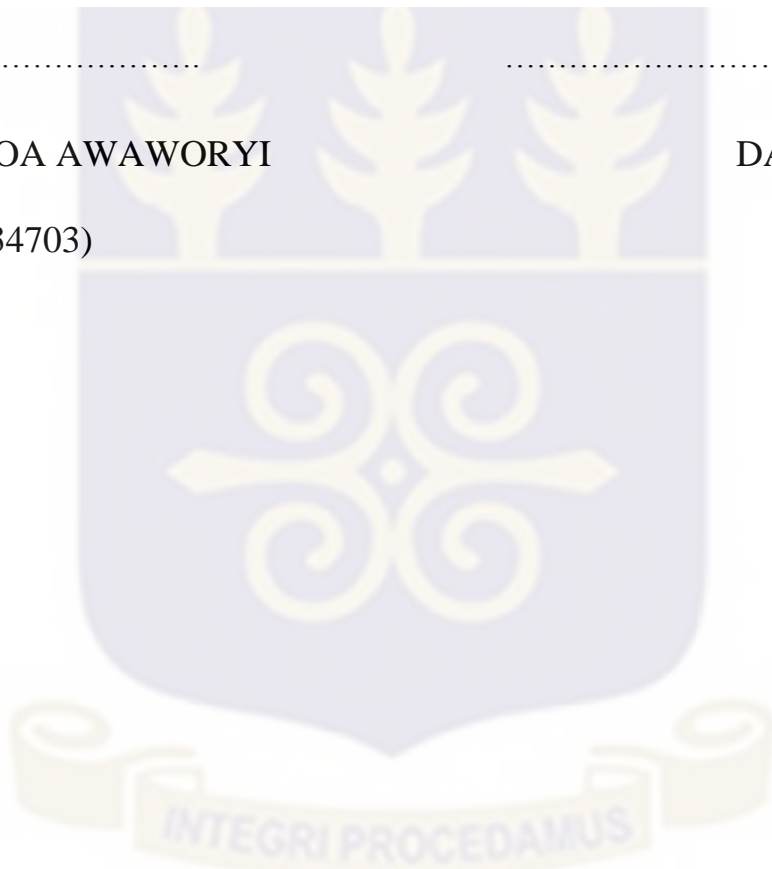 ………………. …………………….
OA AWAWORYI DA
34703)
INTEGRI PROCEDAMUS